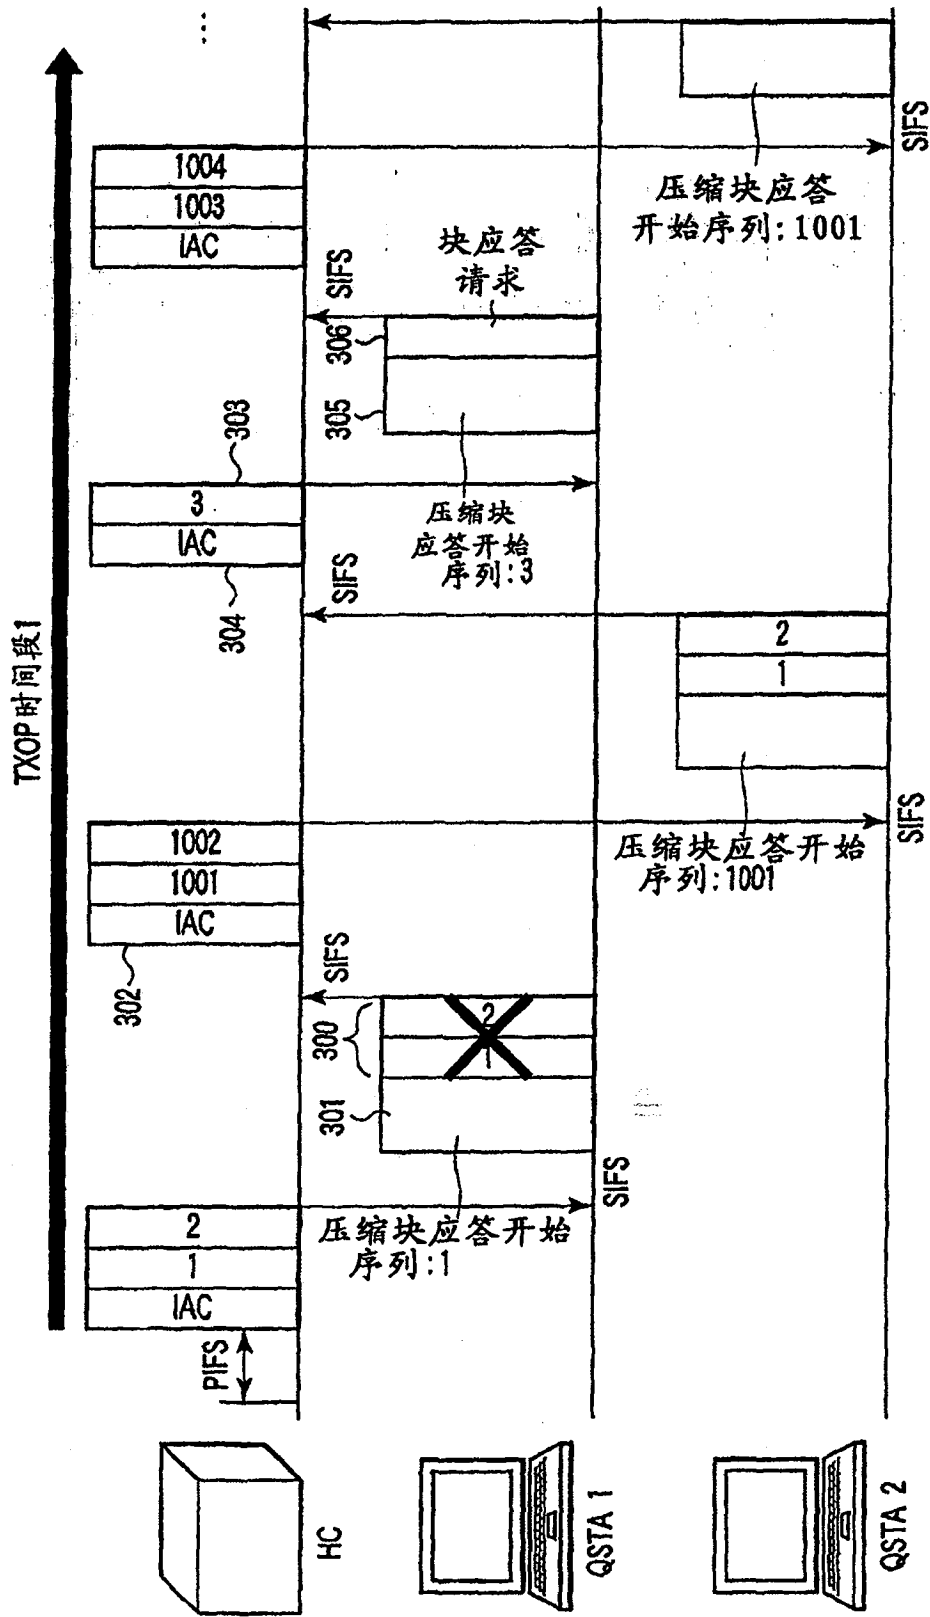 TXOP时间段1
HC
PIFS
IAC
1
2
SIFS
压缩块应答开始
序列:1
301
300
1
2
SIFS
302
IAC
1001
1002
SIFS
压缩块应答开始
序列:1001
1
2
SIFS
304
IAC
3
303
压缩块
应答开始
序列:3
305
306
块应答
请求
SIFS
IAC
1003
1004
SIFS
压缩块应答
开始序列:1001
...
QSTA 1
QSTA 2